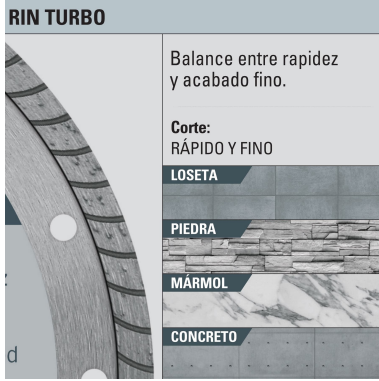 RIN TURBO
Balance entre rapidez
y acabado fino.
Corte:
RÁPIDO Y FINO
LOSETA
PIEDRA
MÁRMOL
CONCRETO
z
d